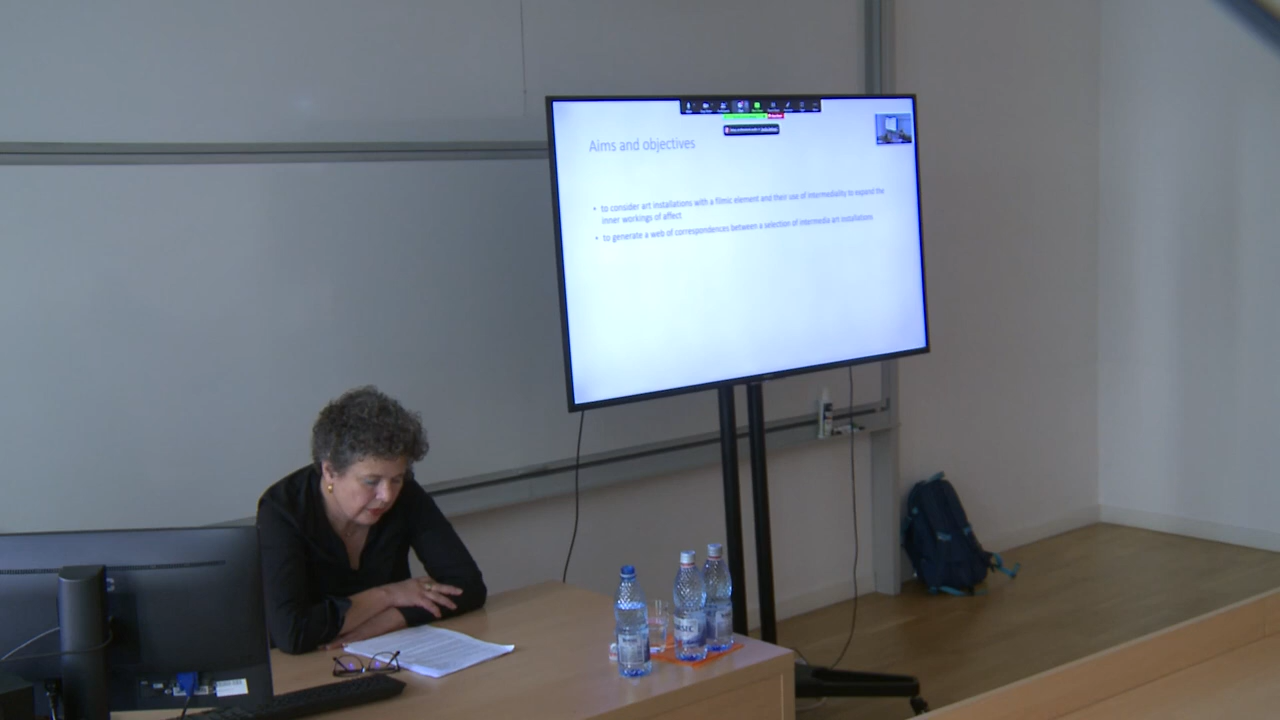 Aims and objectives
• to consider art installations with a filmic element and their use of intermediality to expand the
inner workings of affect
• to generate a web of correspondences between a selection of intermedia art installations